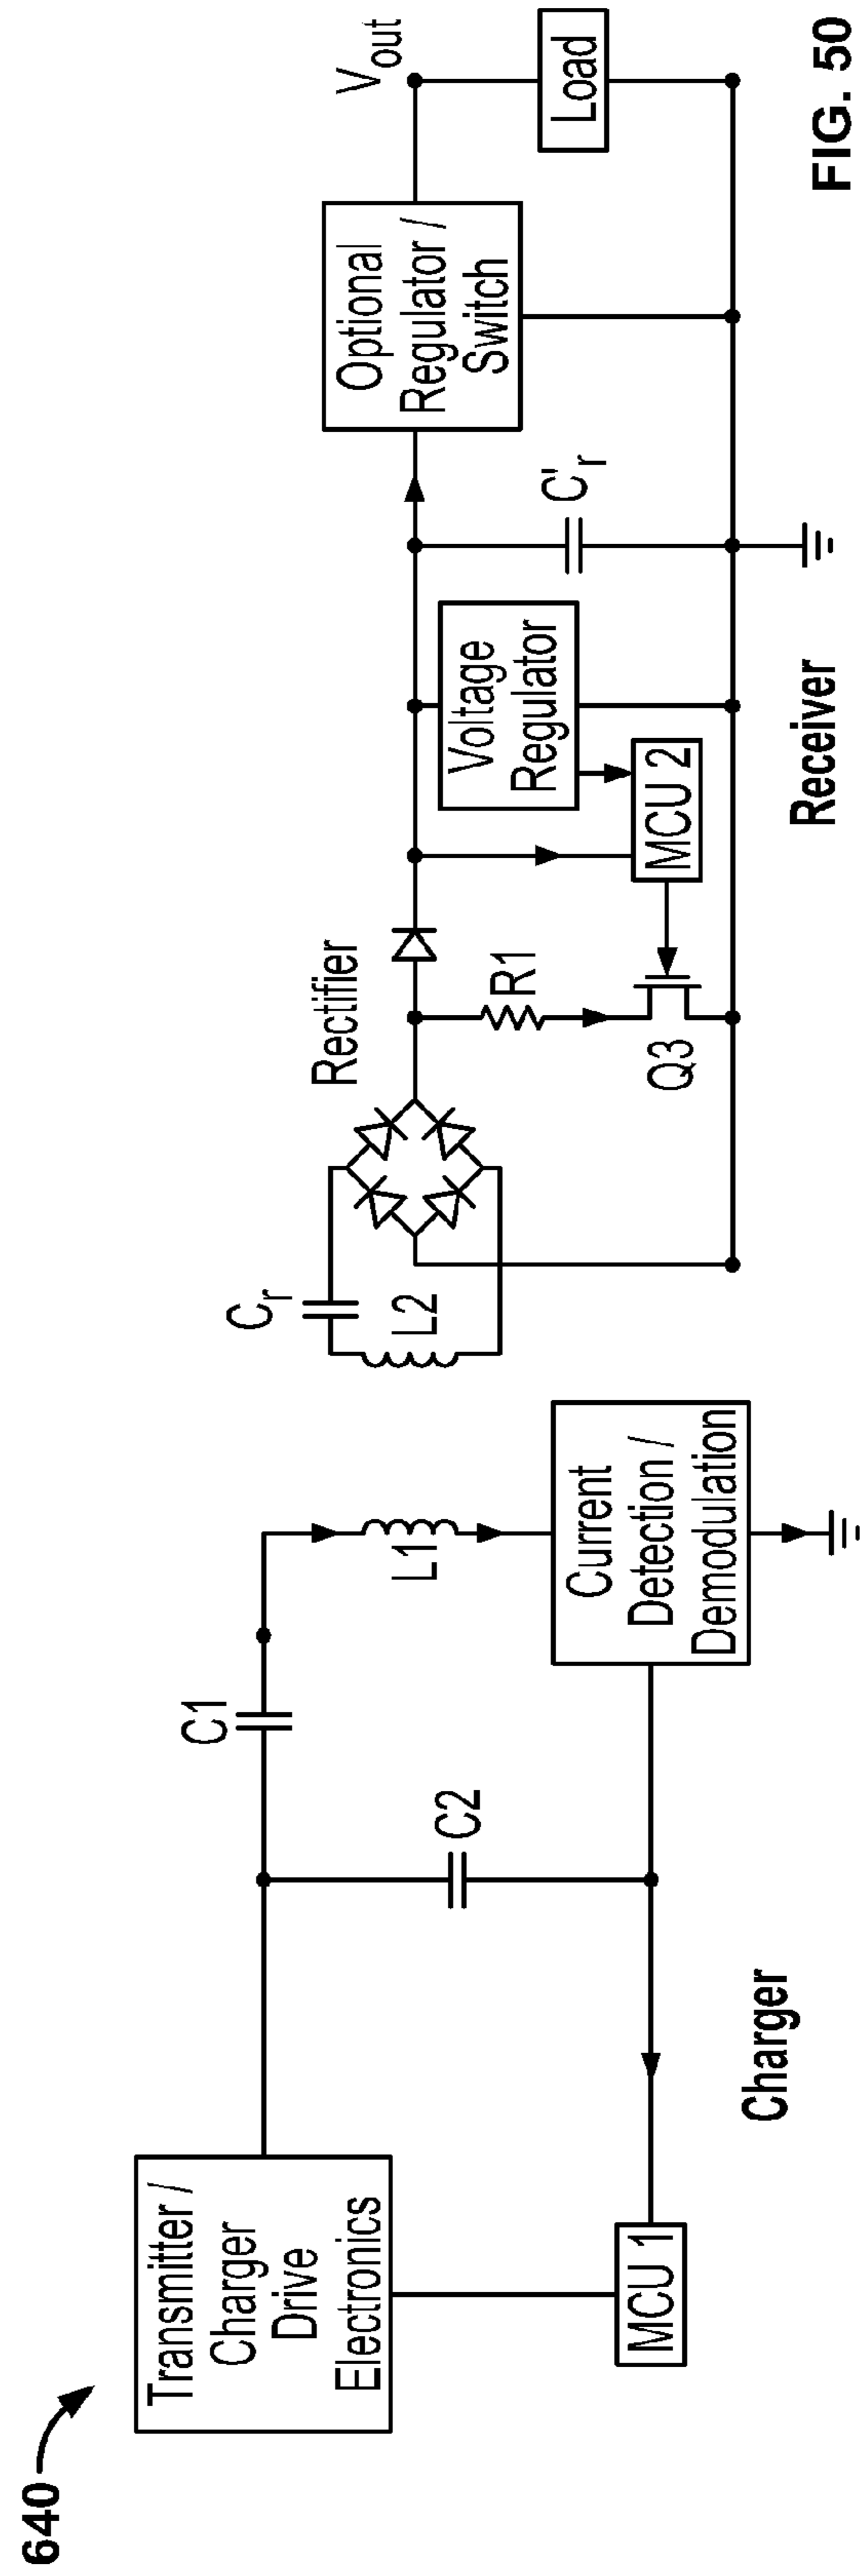 640
Transmitter /
Charger
Drive
Electronics
MCU 1
C1
C2
L1
Current
Detection /
Demodulation
Charger
Cr
L2
Rectifier
R1
Q3
MCU 2
Voltage
Regulator
C'r
Optional
Regulator /
Switch
Vout
Load
Receiver
FIG. 50